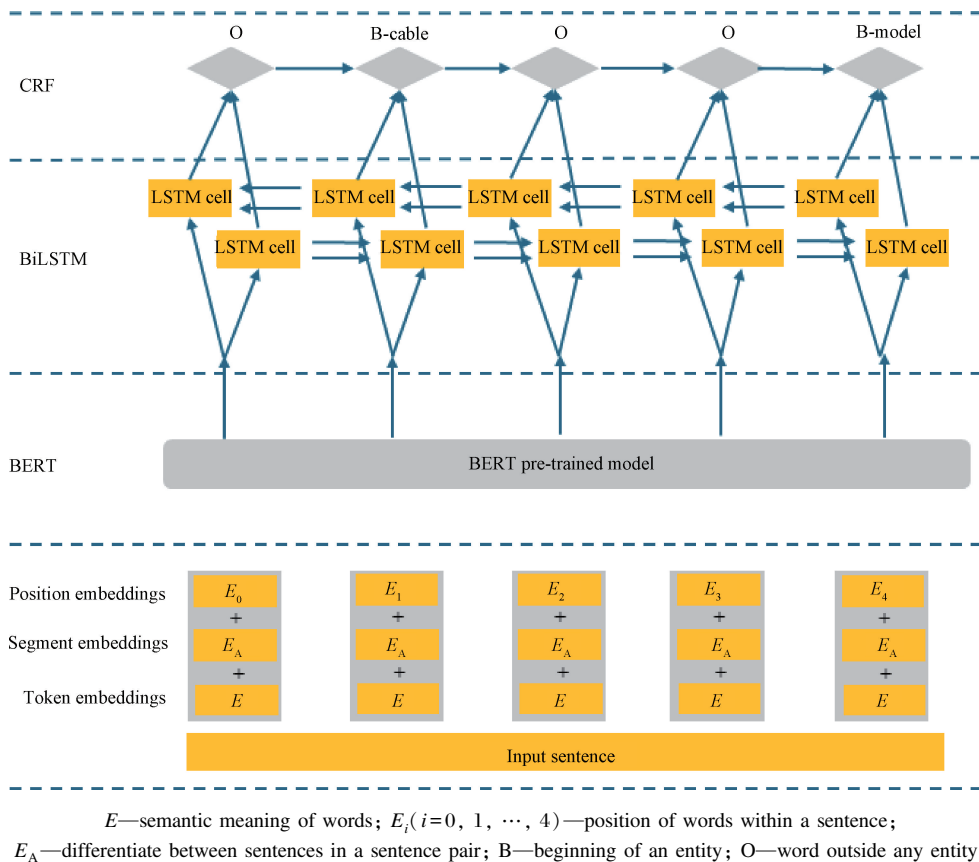 O B-cable O O B-model
CRF
LSTM cell LSTM cell LSTM cell LSTM cell LSTM cell
BiLSTM
LSTM cell LSTM cell LSTM cell LSTM cell LSTM cell
BERT
BERT pre-trained model
Position embeddings E0 E1 E2 E3 E4
+ + + + +
Segment embeddings EA EA EA EA EA
+ + + + +
Token embeddings E E E E E
Input sentence
E—semantic meaning of words; Ei(i=0, 1, ⋯, 4)—position of words within a sentence;
EA—differentiate between sentences in a sentence pair; B—beginning of an entity; O—word outside any entity